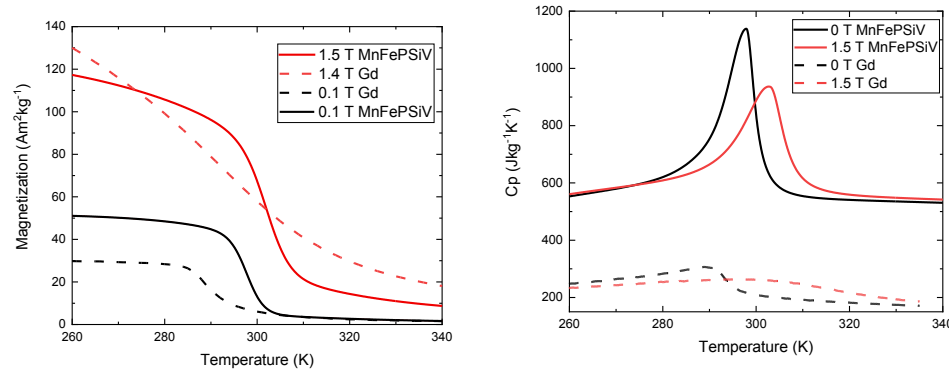 140
120
100
80
60
40
20
0
Magnetization (Am²kg⁻¹)
260 280 300 320 340
Temperature (K)
1.5 T MnFePSiV
1.4 T Gd
0.1 T Gd
0.1 T MnFePSiV
1200
1000
800
600
400
200
Cp (Jkg⁻¹K⁻¹)
260 280 300 320 340
Temperature (K)
0 T MnFePSiV
1.5 T MnFePSiV
0 T Gd
1.5 T Gd